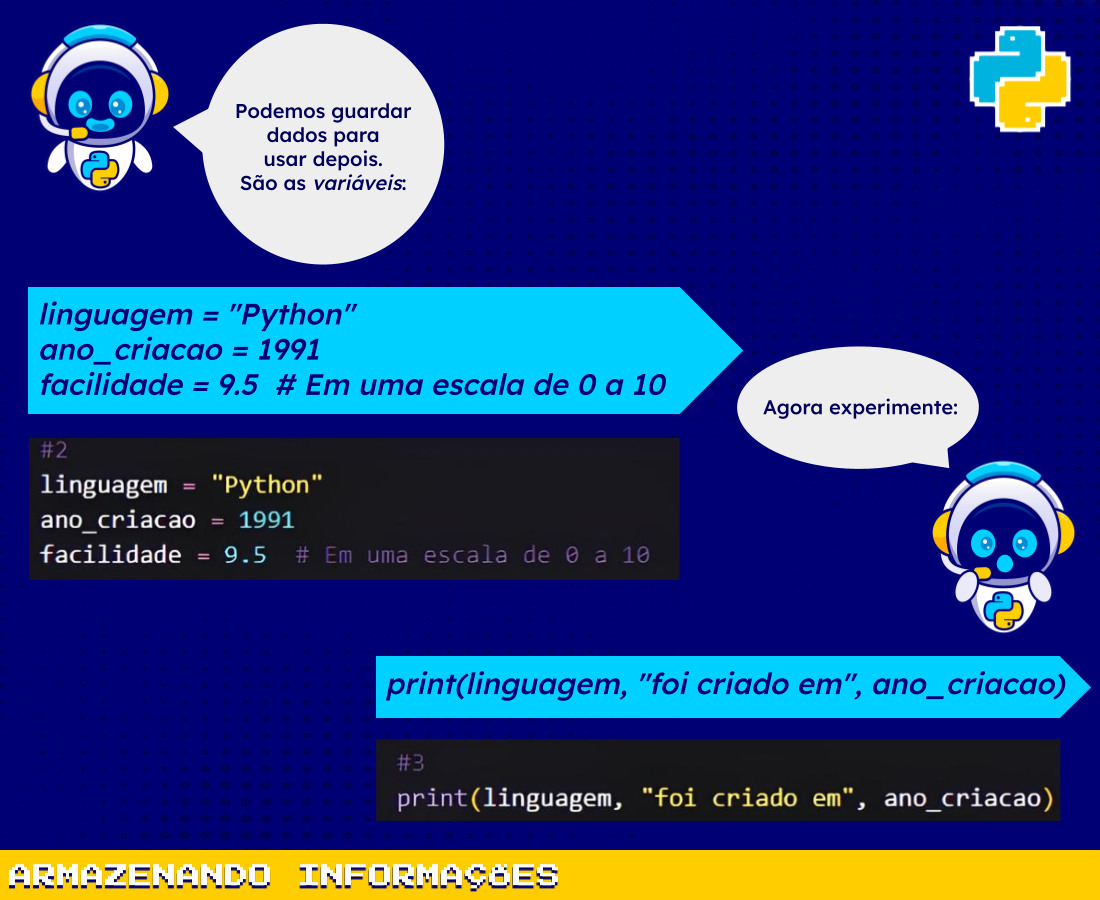 Podemos guardar
dados para
usar depois.
São as variáveis:
linguagem = "Python"
ano_criacao = 1991
facilidade = 9.5  # Em uma escala de 0 a 10
#2
linguagem = "Python"
ano_criacao = 1991
facilidade = 9.5  # Em uma escala de 0 a 10
Agora experimente:
print(linguagem, "foi criado em", ano_criacao)
#3
print(linguagem, "foi criado em", ano_criacao)
ARMAZENANDO INFORMAÇÕES